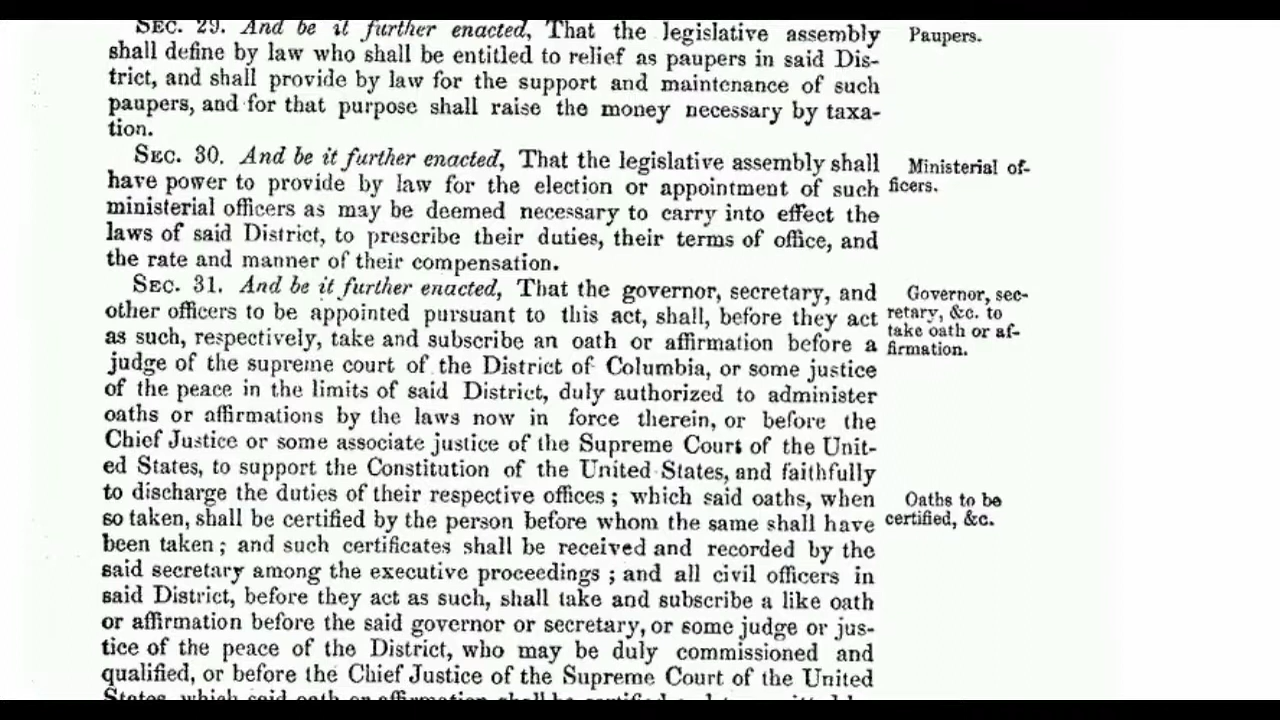 SEC. 29. And be it further enacted, That the legislative assembly
shall define by law who shall be entitled to relief as paupers in said Dis-
trict, and shall provide by law for the support and maintenance of such
paupers, and for that purpose shall raise the money necessary by taxa-
tion.
Paupers.
SEC. 30. And be it further enacted, That the legislative assembly shall
have power to provide by law for the election or appointment of such
ministerial officers as may be deemed necessary to carry into effect the
laws of said District, to prescribe their duties, their terms of office, and
the rate and manner of their compensation.
Ministerial of-
ficers.
SEC. 31. And be it further enacted, That the governor, secretary, and
other officers to be appointed pursuant to this act, shall, before they act
as such, respectively, take and subscribe an oath or affirmation before a
judge of the supreme court of the District of Columbia, or some justice
of the peace in the limits of said District, duly authorized to administer
oaths or affirmations by the laws now in force therein, or before the
Chief Justice or some associate justice of the Supreme Court of the Unit-
ed States, to support the Constitution of the United States, and faithfully
to discharge the duties of their respective offices; which said oaths, when
so taken, shall be certified by the person before whom the same shall have
been taken; and such certificates shall be received and recorded by the
said secretary among the executive proceedings; and all civil officers in
said District, before they act as such, shall take and subscribe a like oath
or affirmation before the said governor or secretary, or some judge or jus-
tice of the peace of the District, who may be duly commissioned and
qualified, or before the Chief Justice of the Supreme Court of the United
States, which said oath or affirmation shall be certified
Governor, sec-
retary, &c. to
take oath or af-
firmation.
Oaths to be
certified, &c.